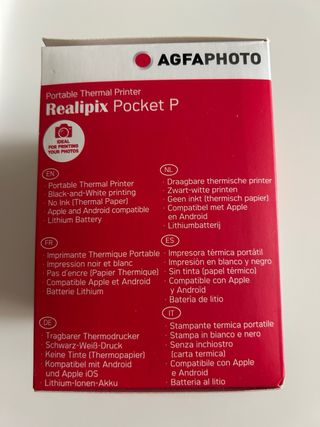 AGFAPHOTO
Portable Thermal Printer
Realipix Pocket P
IDEAL
FOR PRINTING
YOUR PHOTOS
EN
· Portable Thermal Printer
· Black-and-White printing
· No Ink (Thermal Paper)
· Apple and Android compatible
· Lithium Battery
NL
· Draagbare thermische printer
· Zwart-witte printen
· Geen inkt (thermisch papier)
· Compatibel met Apple
en Android
· Lithiumbatterij
FR
· Imprimante Thermique Portable
· Impression noir et blanc
· Pas d'encre (Papier Thermique)
· Compatible Apple et Android
· Batterie Lithium
ES
· Impresora térmica portátil
· Impresión en blanco y negro
· Sin tinta (papel térmico)
· Compatible con Apple
y Android
· Bateria de litio
DE
· Tragbarer Thermodrucker
· Schwarz-Weiß-Druck
· Keine Tinte (Thermopapier)
· Kompatibel mit Android
und Apple iOS
· Lithium-Ionen-Akku
IT
· Stampante termica portatile
· Stampa in bianco e nero
· Senza inchiostro
(carta termica)
· Compatibile con Apple
e Android
· Batteria al litio